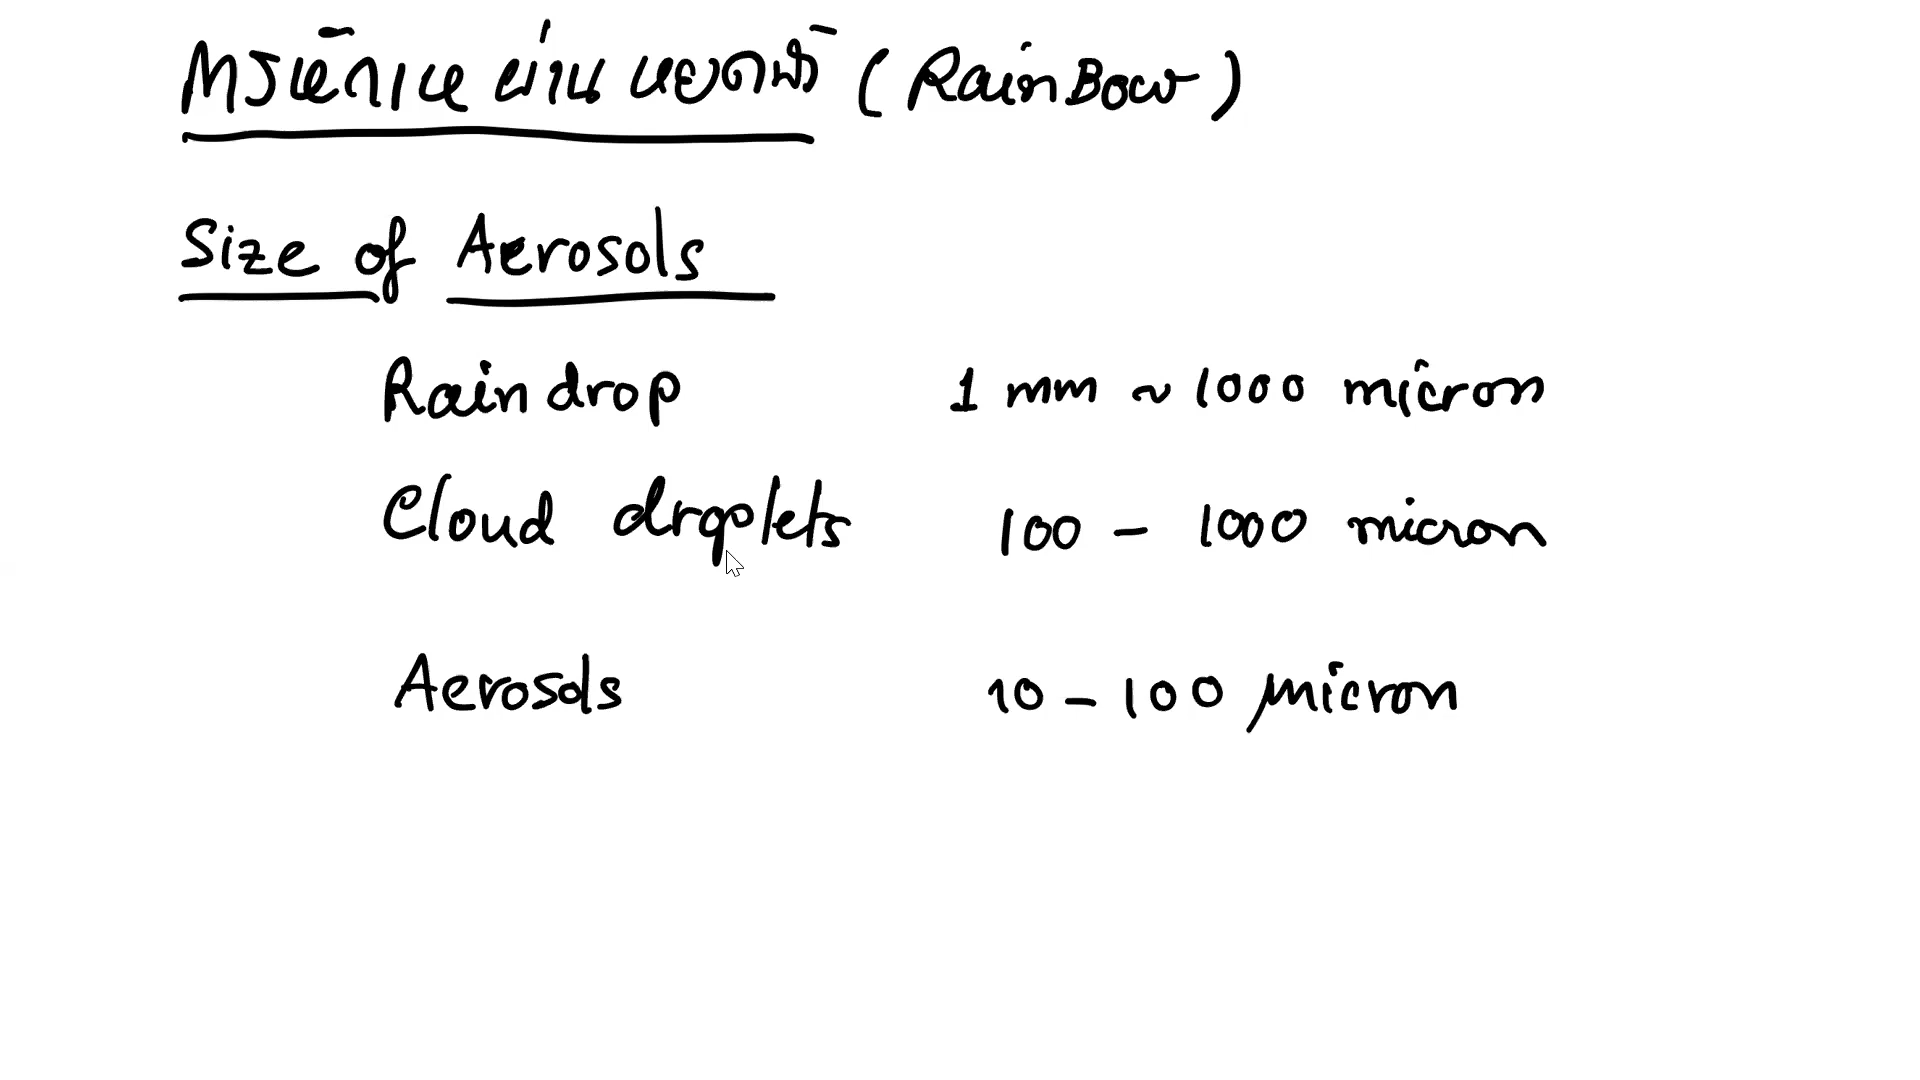 การหักเห ผ่าน หยดน้ำ (RainBow)
Size of Aerosols
Raindrop 1 mm ~ 1000 micron
Cloud droplets 100 - 1000 micron
Aerosols 10 - 100 micron